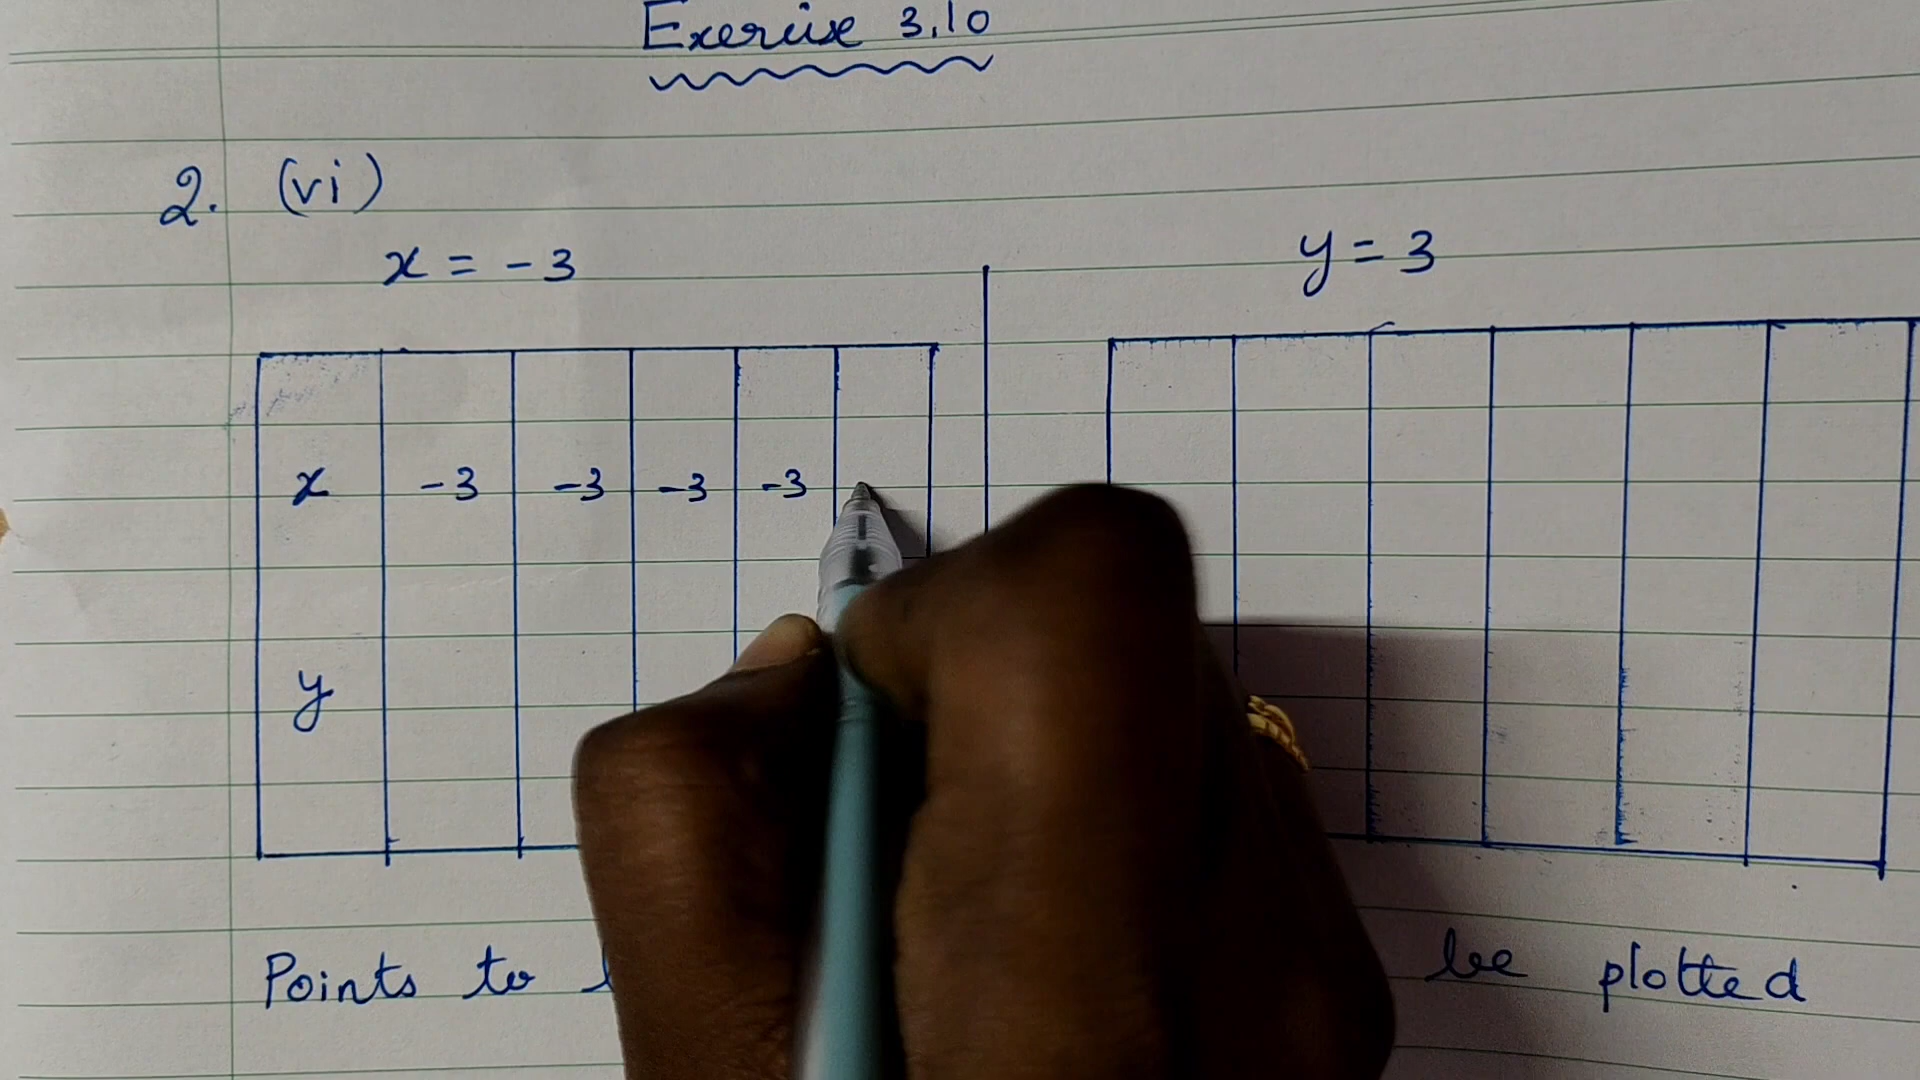 Exercise 3.10
2. (vi)
x = -3
y = 3
x -3 -3 -3 -3
y
Points to
be plotted